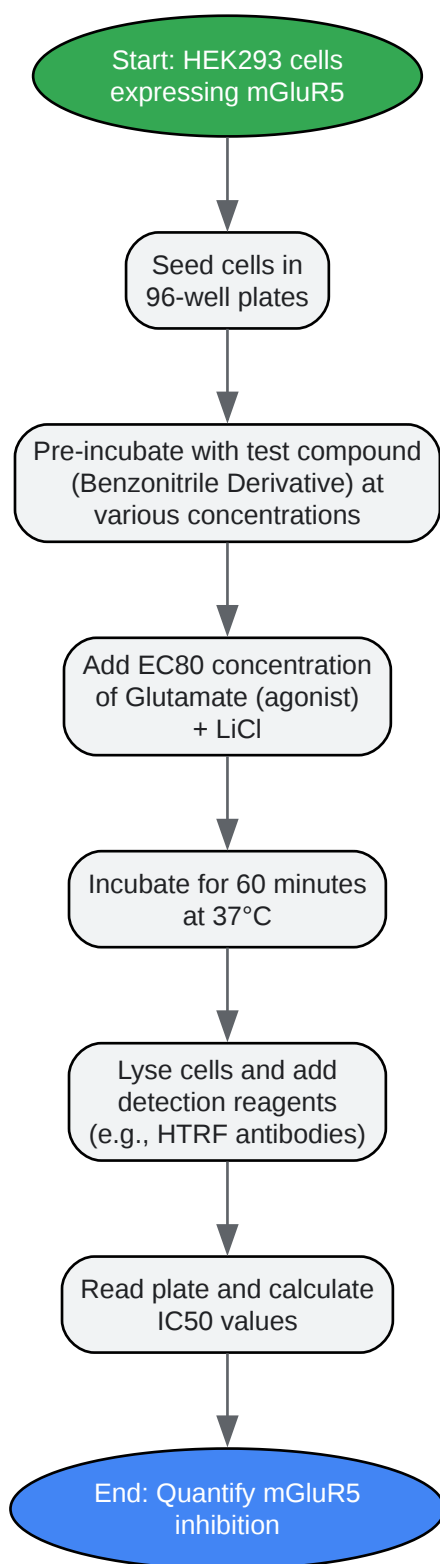 Start: HEK293 cells
expressing mGluR5
Seed cells in
96-well plates
Pre-incubate with test compound
(Benzonitrile Derivative) at
various concentrations
Add EC80 concentration
of Glutamate (agonist)
+ LiCl
Incubate for 60 minutes
at 37°C
Lyse cells and add
detection reagents
(e.g., HTRF antibodies)
Read plate and calculate
IC50 values
End: Quantify mGluR5
inhibition